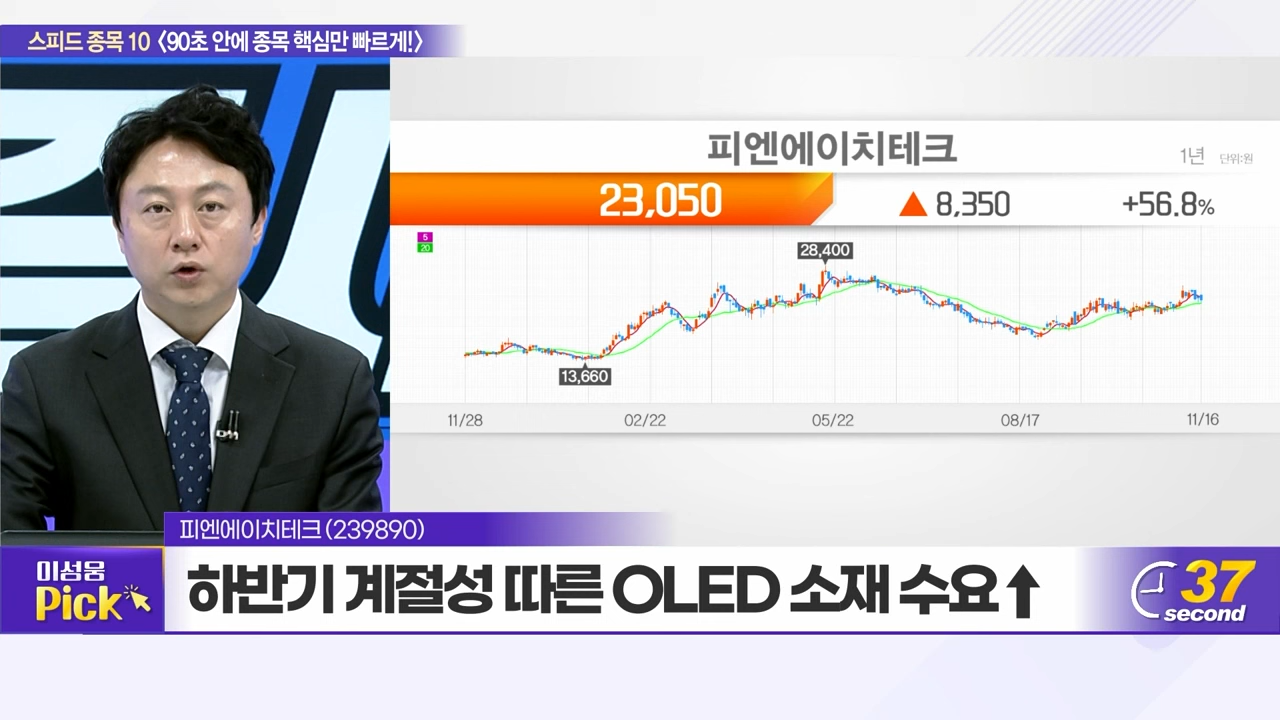 스피드 종목 10 〈90초 안에 종목 핵심만 빠르게!〉
피엔에이치테크
1년 단위:원
23,050 ▲ 8,350 +56.8%
5
20
28,400
13,660
11/28 02/22 05/22 08/17 11/16
피엔에이치테크 (239890)
이성웅
Pick
하반기 계절성 따른 OLED 소재 수요↑
37
second